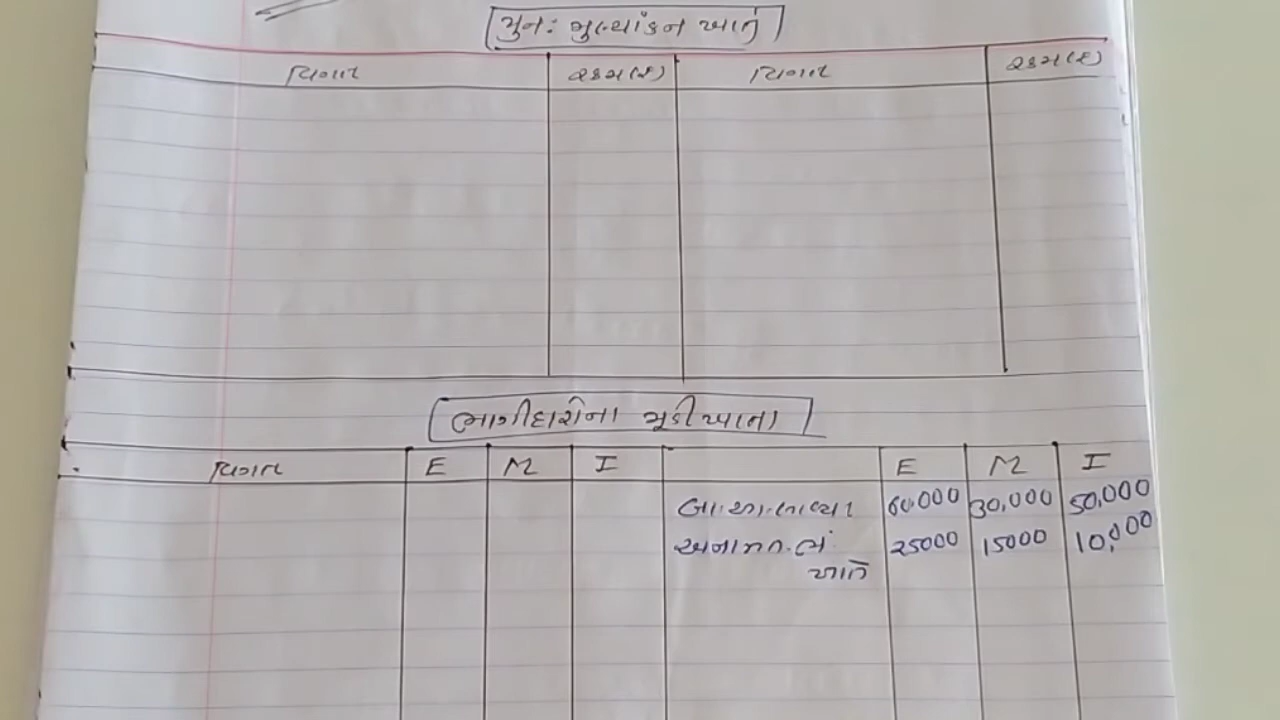 પુનઃ મુલ્યાંકન ખાતું
વિગત રકમ(₹) વિગત રકમ(₹)
ભાગીદારોના મૂડી ખાતા
વિગત E M I E M I
બા.આ.લાવ્યા 60,000 30,000 50,000
અનામત ભં. 25000 15000 10,000
ખાતે